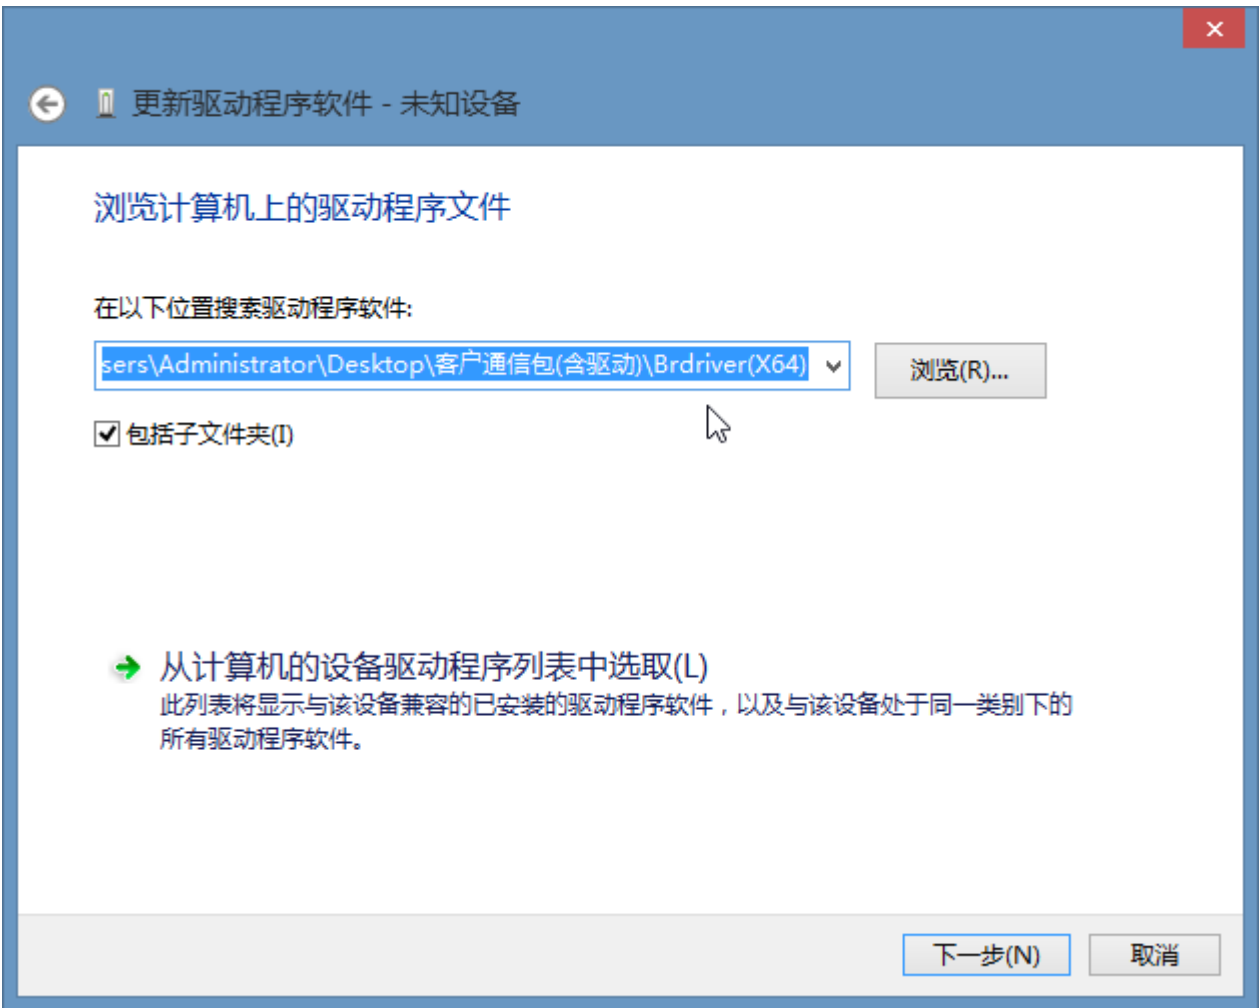 更新驱动程序软件 - 未知设备
浏览计算机上的驱动程序文件
在以下位置搜索驱动程序软件:
sers\Administrator\Desktop\客户通信包(含驱动)\Brdriver(X64)
浏览(R)...
包括子文件夹(I)
从计算机的设备驱动程序列表中选取(L)
此列表将显示与该设备兼容的已安装的驱动程序软件，以及与该设备处于同一类别下的
所有驱动程序软件。
下一步(N)
取消